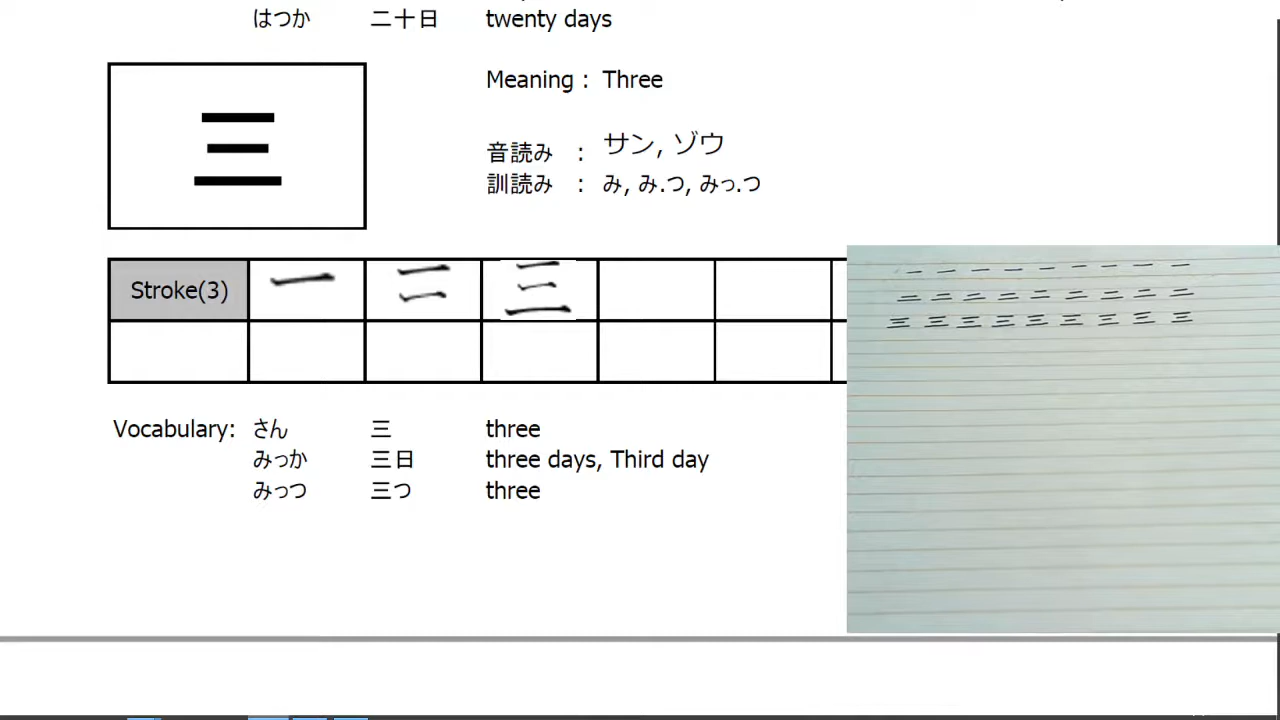 はつか 二十日 twenty days
三 Meaning : Three
音読み : サン, ゾウ
訓読み : み, み.つ, みっ.つ
Stroke(3) 一 二 三
Vocabulary: さん 三 three
みっか 三日 three days, Third day
みっつ 三つ three
一 一 一 一 一 一 一 一 一
二 二 二 二 二 二 二 二 二
三 三 三 三 三 三 三 三 三